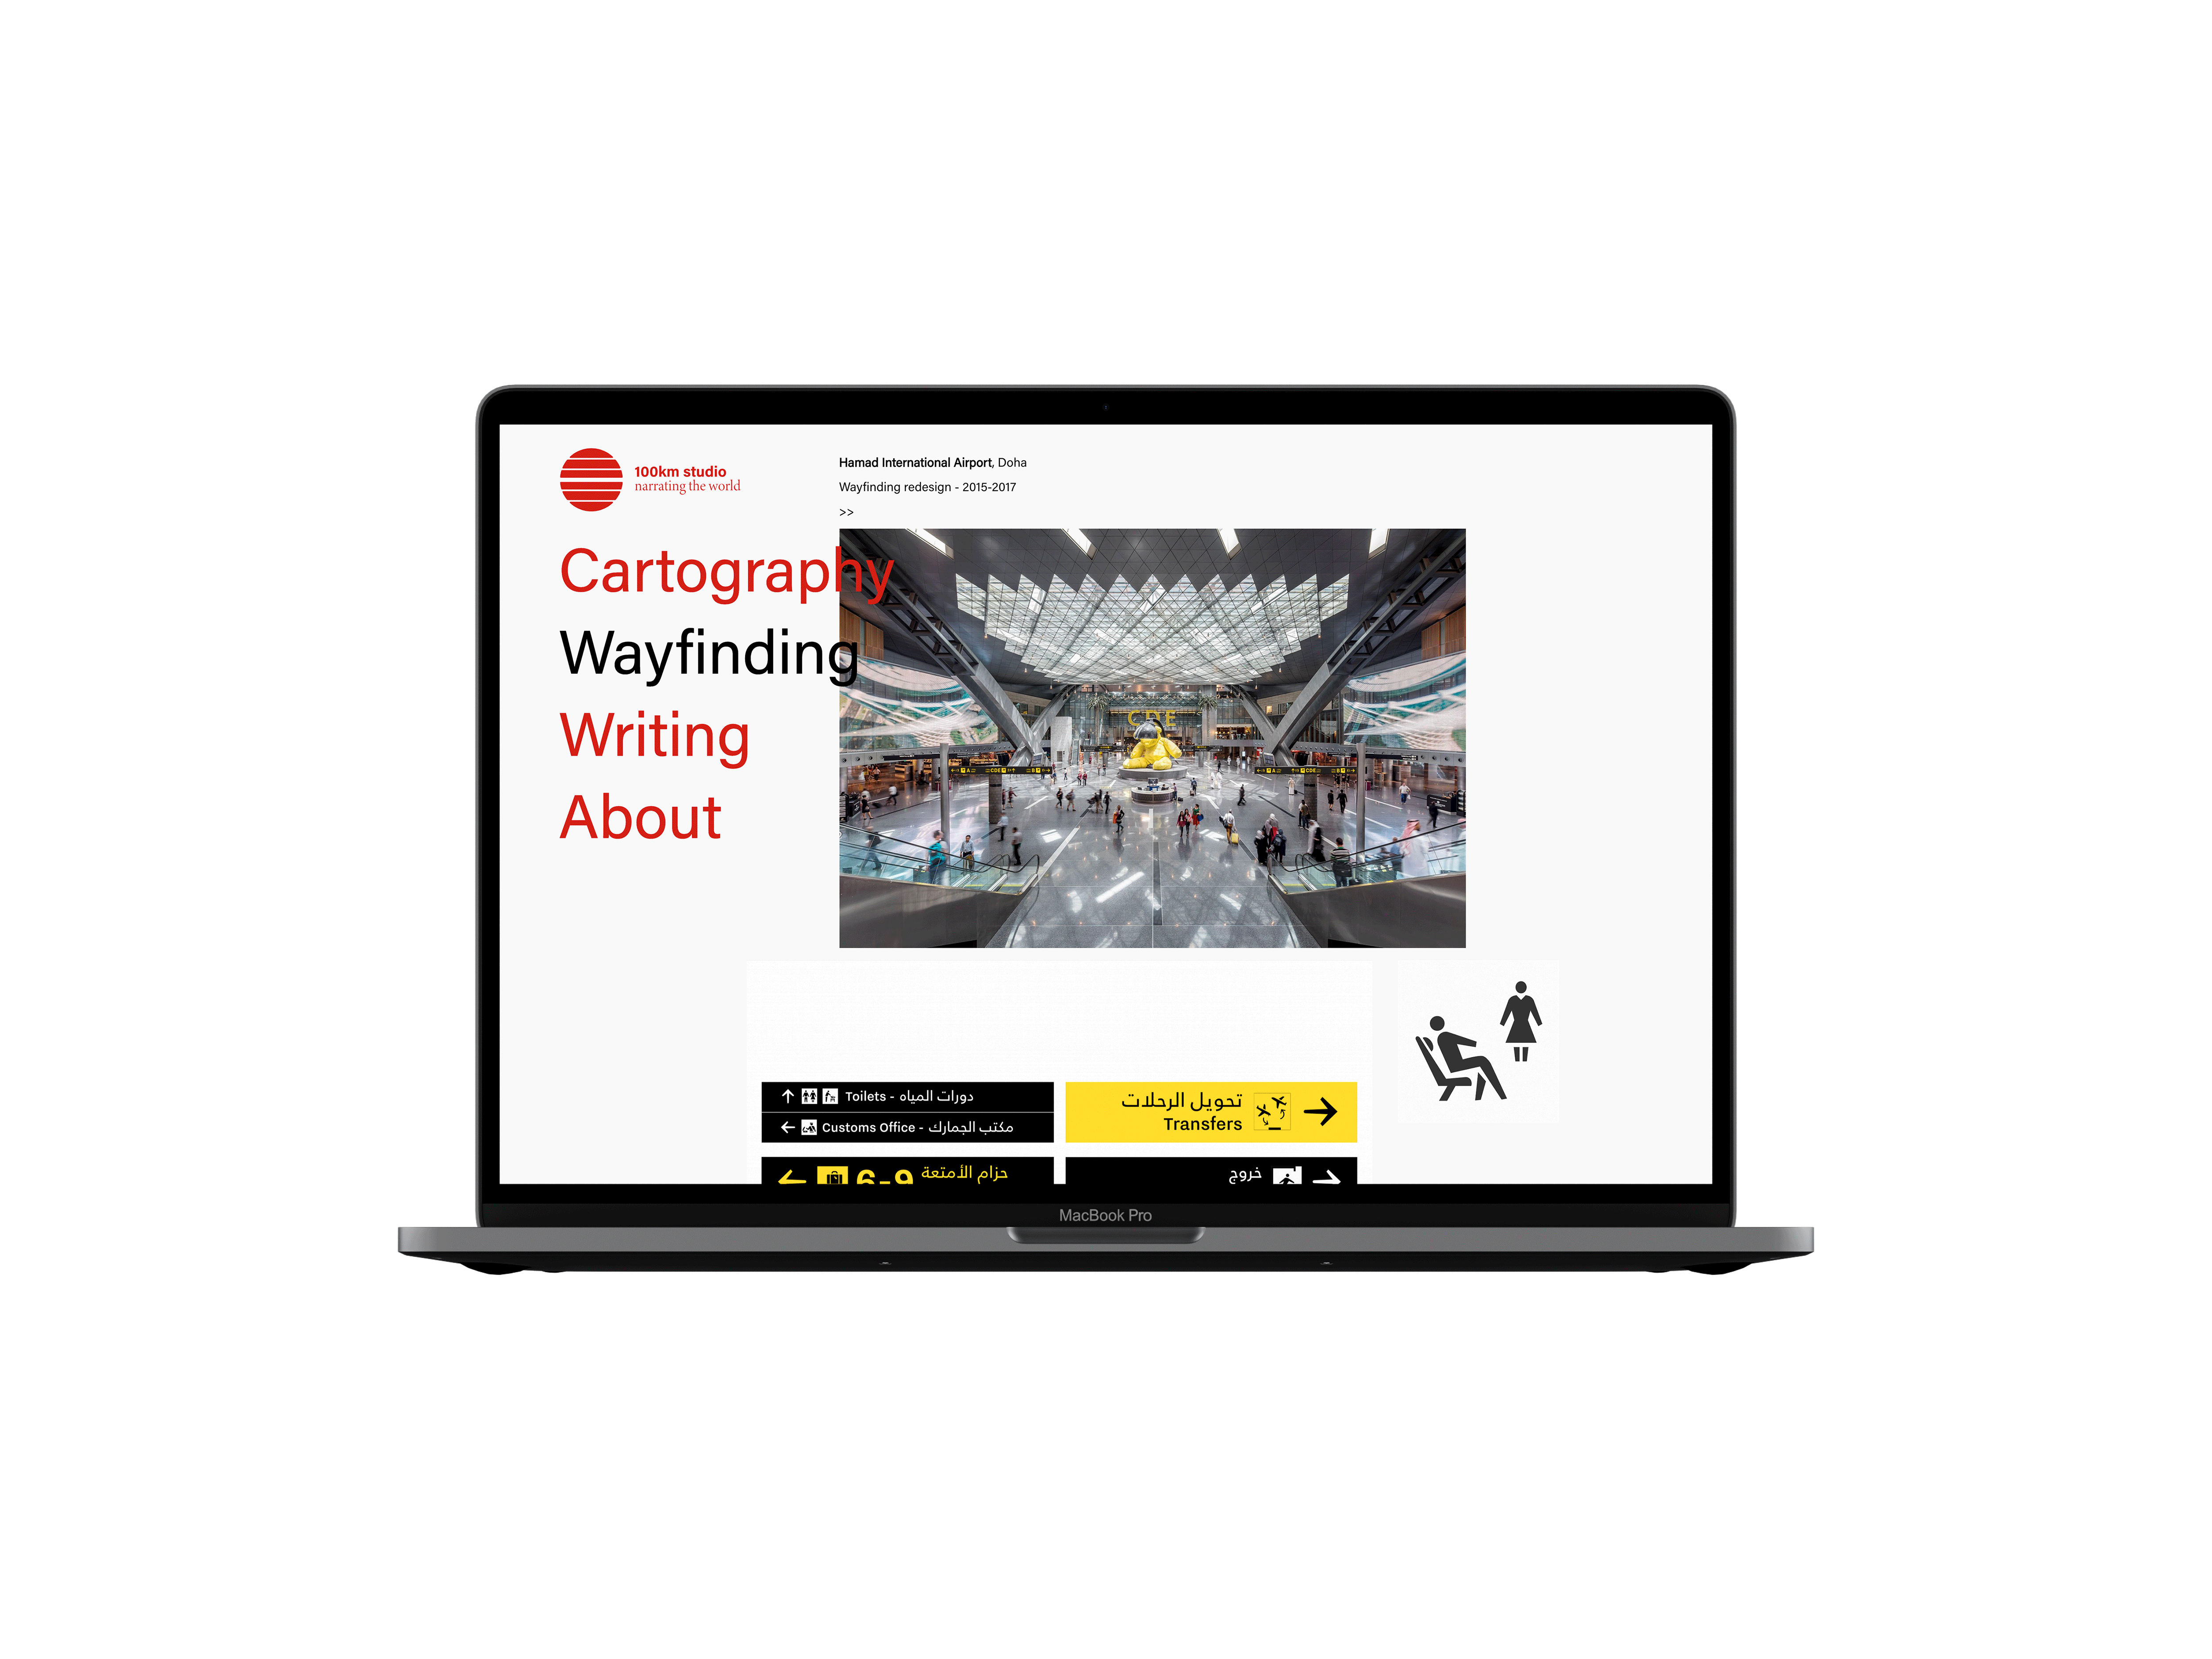 100km studio
narrating the world
Hamad International Airport, Doha
Wayfinding redesign - 2015-2017
>>
Cartography
Wayfinding
Writing
About
CDE
Toilets - دورات المياه
Customs Office - مكتب الجمارك
تحويل الرحلات
Transfers
6-9 حزام الأمتعة
خروج
MacBook Pro